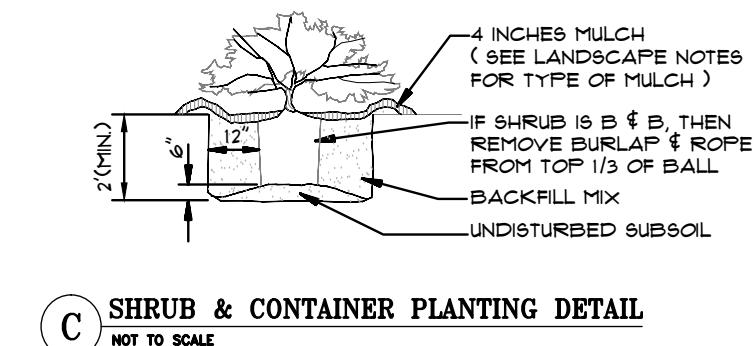 4 INCHES MULCH
( SEE LANDSCAPE NOTES
FOR TYPE OF MULCH )
IF SHRUB IS B & B, THEN
REMOVE BURLAP & ROPE
FROM TOP 1/3 OF BALL
BACKFILL MIX
UNDISTURBED SUBSOIL
2'(MIN.)
6"
12"
C
SHRUB & CONTAINER PLANTING DETAIL
NOT TO SCALE